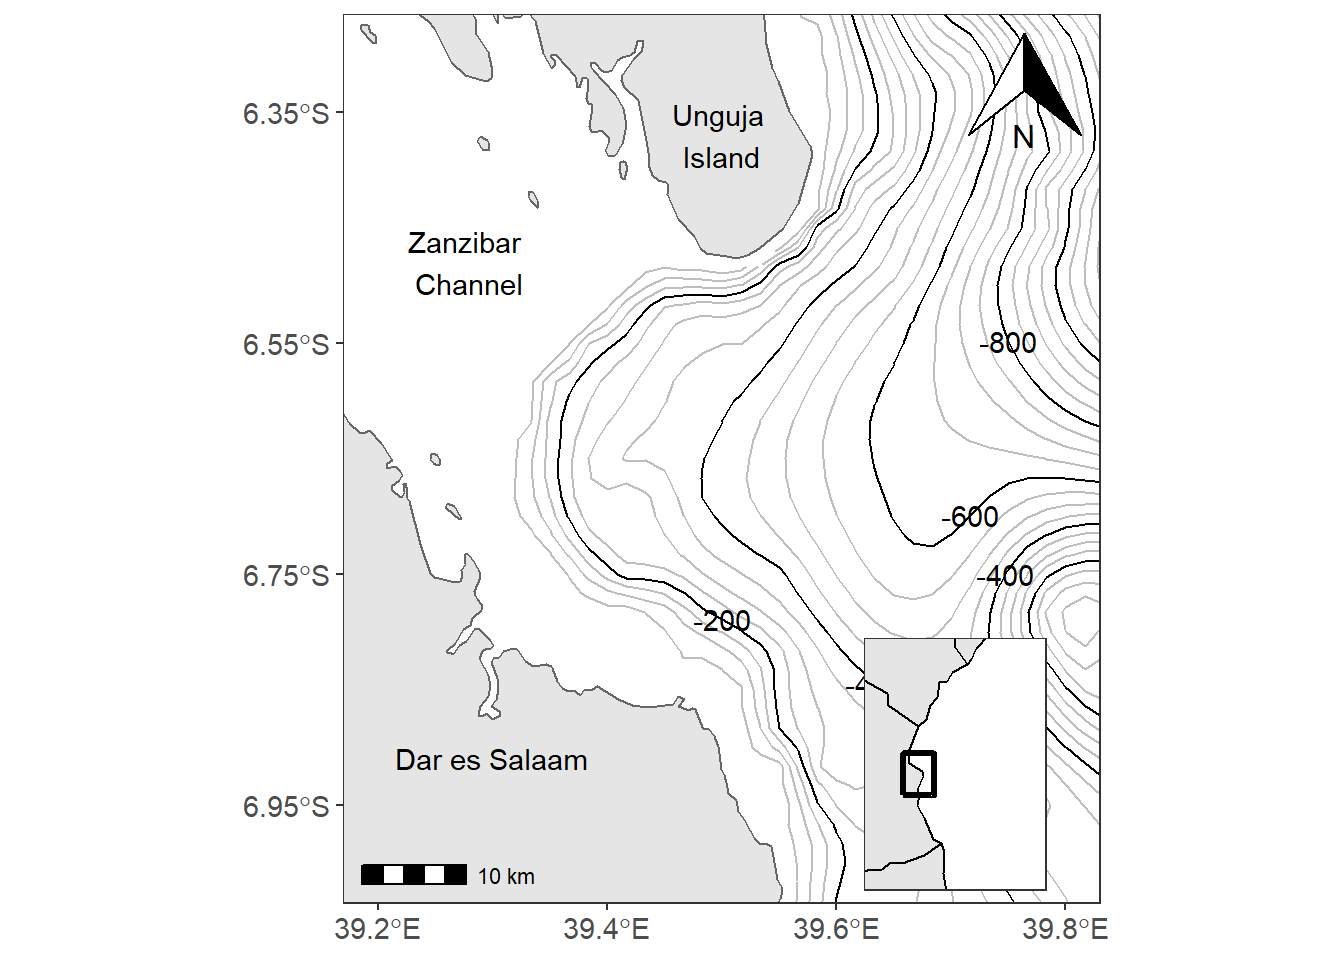 6.35°S
6.55°S
6.75°S
6.95°S
Unguja
Island
N
Zanzibar
Channel
-800
-600
-400
-200
-4
Dar es Salaam
10 km
39.2°E
39.4°E
39.6°E
39.8°E